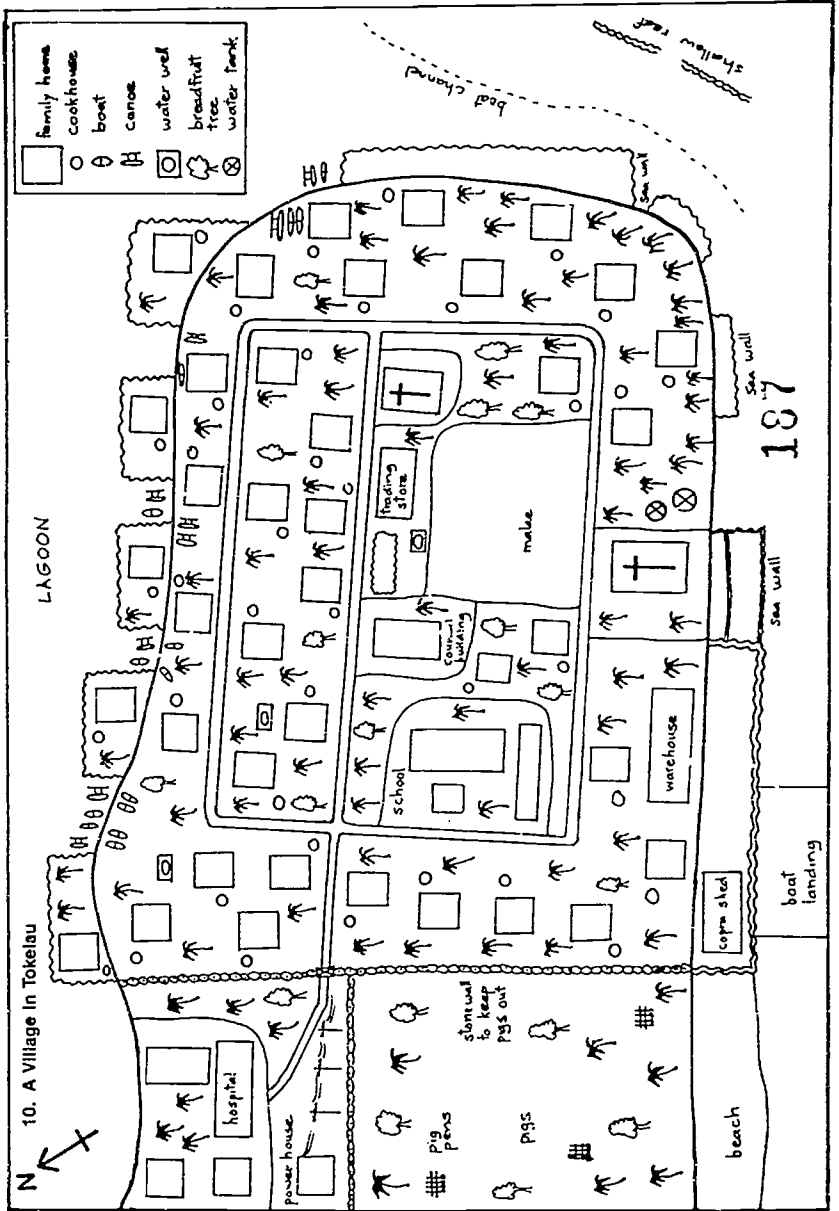 10. A Village in Tokelau
N
LAGOON
family home
cookhouse
boat
canoe
water well
breadfruit
tree
water tank
shallow reef
boat channel
sea wall
sea wall
sea wall
trading
store
malae
council
building
school
warehouse
copra shed
boat
landing
hospital
power house
stone wall
to keep
pigs out
pig
pens
pigs
beach
187